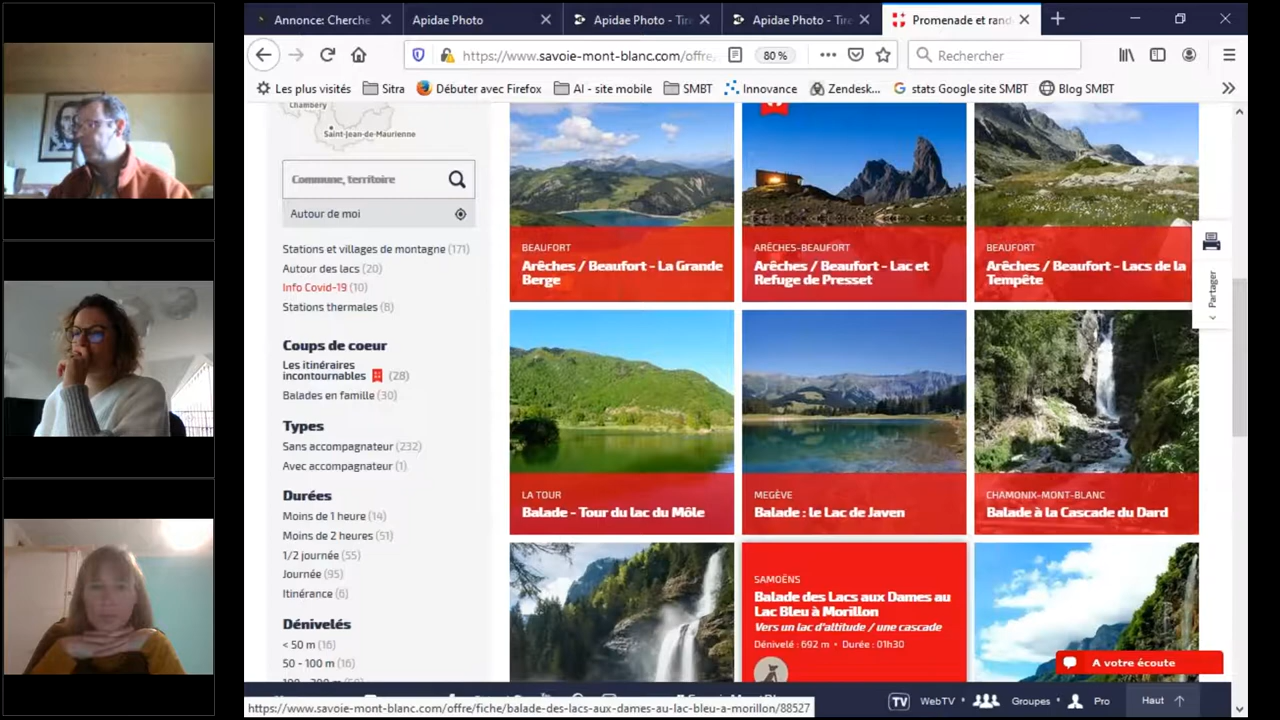 Annonce: Cherche
Apidae Photo
Apidae Photo - Tire
Apidae Photo - Tire
Promenade et rand
https://www.savoie-mont-blanc.com/offre/
80 %
Rechercher
Les plus visités
Sitra
Débuter avec Firefox
AI - site mobile
SMBT
Innovance
Zendesk...
stats Google site SMBT
Blog SMBT
Chambéry
Saint-Jean-de-Maurienne
Commune, territoire
Autour de moi
Stations et villages de montagne (171)
Autour des lacs (20)
Info Covid-19 (10)
Stations thermales (8)
Coups de coeur
Les itinéraires
incontournables (28)
Balades en famille (30)
Types
Sans accompagnateur (232)
Avec accompagnateur (1)
Durées
Moins de 1 heure (14)
Moins de 2 heures (51)
1/2 journée (55)
Journée (95)
Itinérance (6)
Dénivelés
< 50 m (16)
50 - 100 m (16)
BEAUFORT
Arêches / Beaufort - La Grande
Berge
ARÊCHES-BEAUFORT
Arêches / Beaufort - Lac et
Refuge de Presset
BEAUFORT
Arêches / Beaufort - Lacs de la
Tempête
Partager
LA TOUR
Balade - Tour du lac du Môle
MEGÈVE
Balade : le Lac de Javen
CHAMONIX-MONT-BLANC
Balade à la Cascade du Dard
SAMOËNS
Balade des Lacs aux Dames au
Lac Bleu à Morillon
Vers un lac d'altitude / une cascade
Dénivelé : 692 m • Durée : 01h30
A votre écoute
TV WebTV
Groupes
Pro
Haut
https://www.savoie-mont-blanc.com/offre/fiche/balade-des-lacs-aux-dames-au-lac-bleu-a-morillon/88527